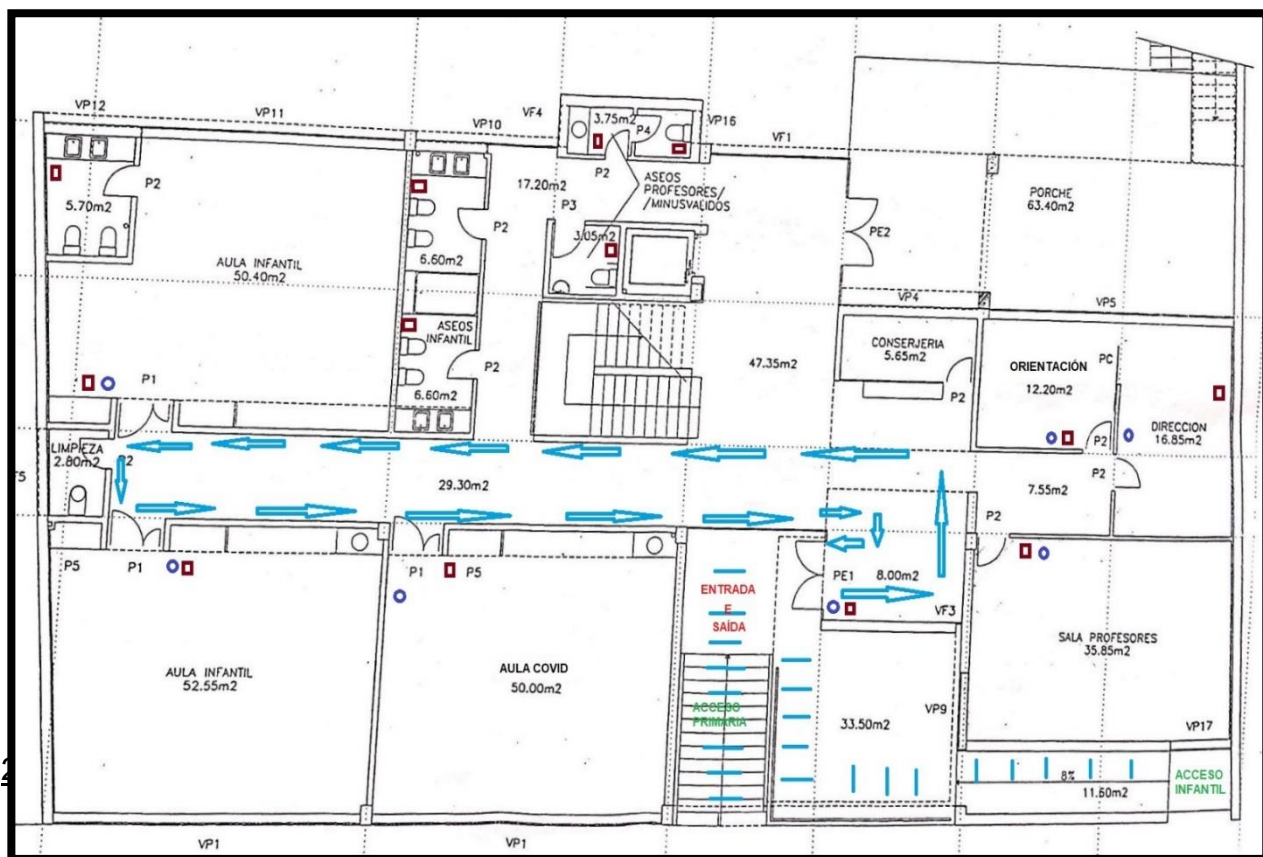 VP12
VP11
VP10
VF4
3.75m2
P4
VP16
VF1
P2
5.70m2
P2
17.20m2
P3
ASEOS
PROFESORES/
/MINUSVALIDOS
3.05m2
6.60m2
PE2
PORCHE
63.40m2
AULA INFANTIL
50.40m2
VP4
VP5
ASEOS
INFANTIL
P2
6.60m2
P1
CONSERJERIA
5.65m2
P2
47.35m2
ORIENTACIÓN
12.20m2
PC
DIRECCION
16.85m2
P2
P2
LIMPIEZA
2.80m2
29.30m2
7.55m2
P2
P5
P1
P1
P5
ENTRADA
E
SAÍDA
PE1
8.00m2
VF3
SALA PROFESORES
35.85m2
AULA INFANTIL
52.55m2
AULA COVID
50.00m2
ACCESO
PRIMARIA
33.50m2
VP9
VP17
8%
11.60m2
ACCESO
INFANTIL
VP1
VP1